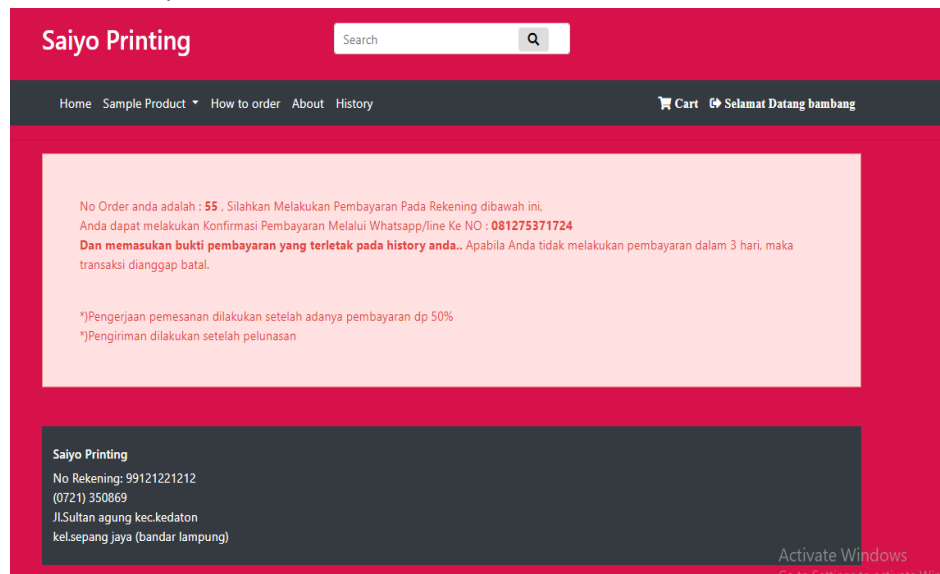 Saiyo Printing
Search
Home Sample Product How to order About History Cart Selamat Datang bambang
No Order anda adalah : 55 , Silahkan Melakukan Pembayaran Pada Rekening dibawah ini,
Anda dapat melakukan Konfirmasi Pembayaran Melalui Whatsapp/line Ke NO : 081275371724
Dan memasukan bukti pembayaran yang terletak pada history anda.. Apabila Anda tidak melakukan pembayaran dalam 3 hari, maka
transaksi dianggap batal.
*)Pengerjaan pemesanan dilakukan setelah adanya pembayaran dp 50%
*)Pengiriman dilakukan setelah pelunasan
Saiyo Printing
No Rekening: 99121221212
(0721) 350869
Jl.Sultan agung kec.kedaton
kel.sepang jaya (bandar lampung)
Activate Windows